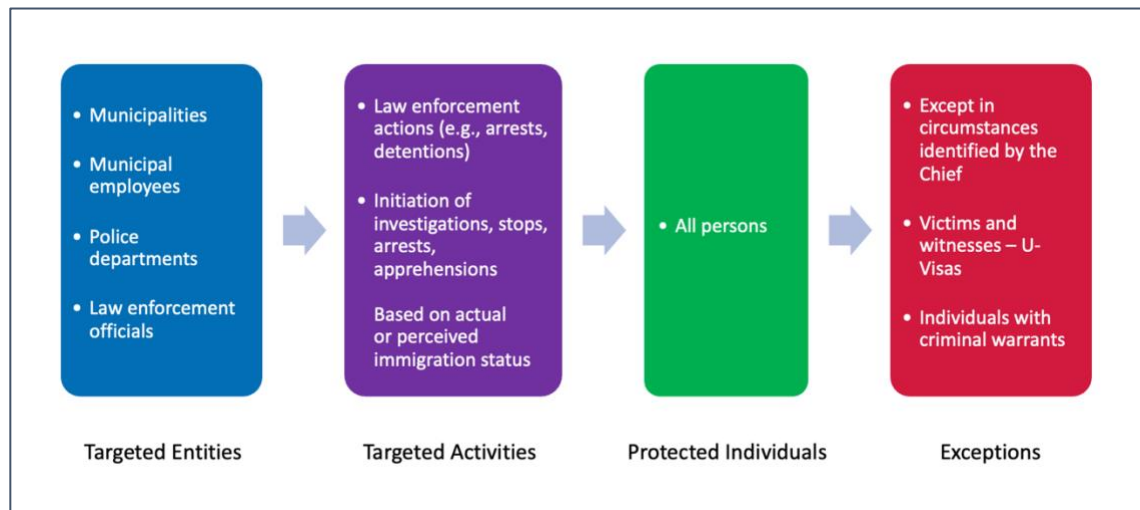 • Municipalities
• Municipal
employees
• Police
departments
• Law enforcement
officials
Targeted Entities
• Law enforcement
actions (e.g., arrests,
detentions)
• Initiation of
investigations, stops,
arrests,
apprehensions
Based on actual
or perceived
immigration status
Targeted Activities
• All persons
Protected Individuals
• Except in
circumstances
identified by the
Chief
• Victims and
witnesses – U-
Visas
• Individuals with
criminal warrants
Exceptions